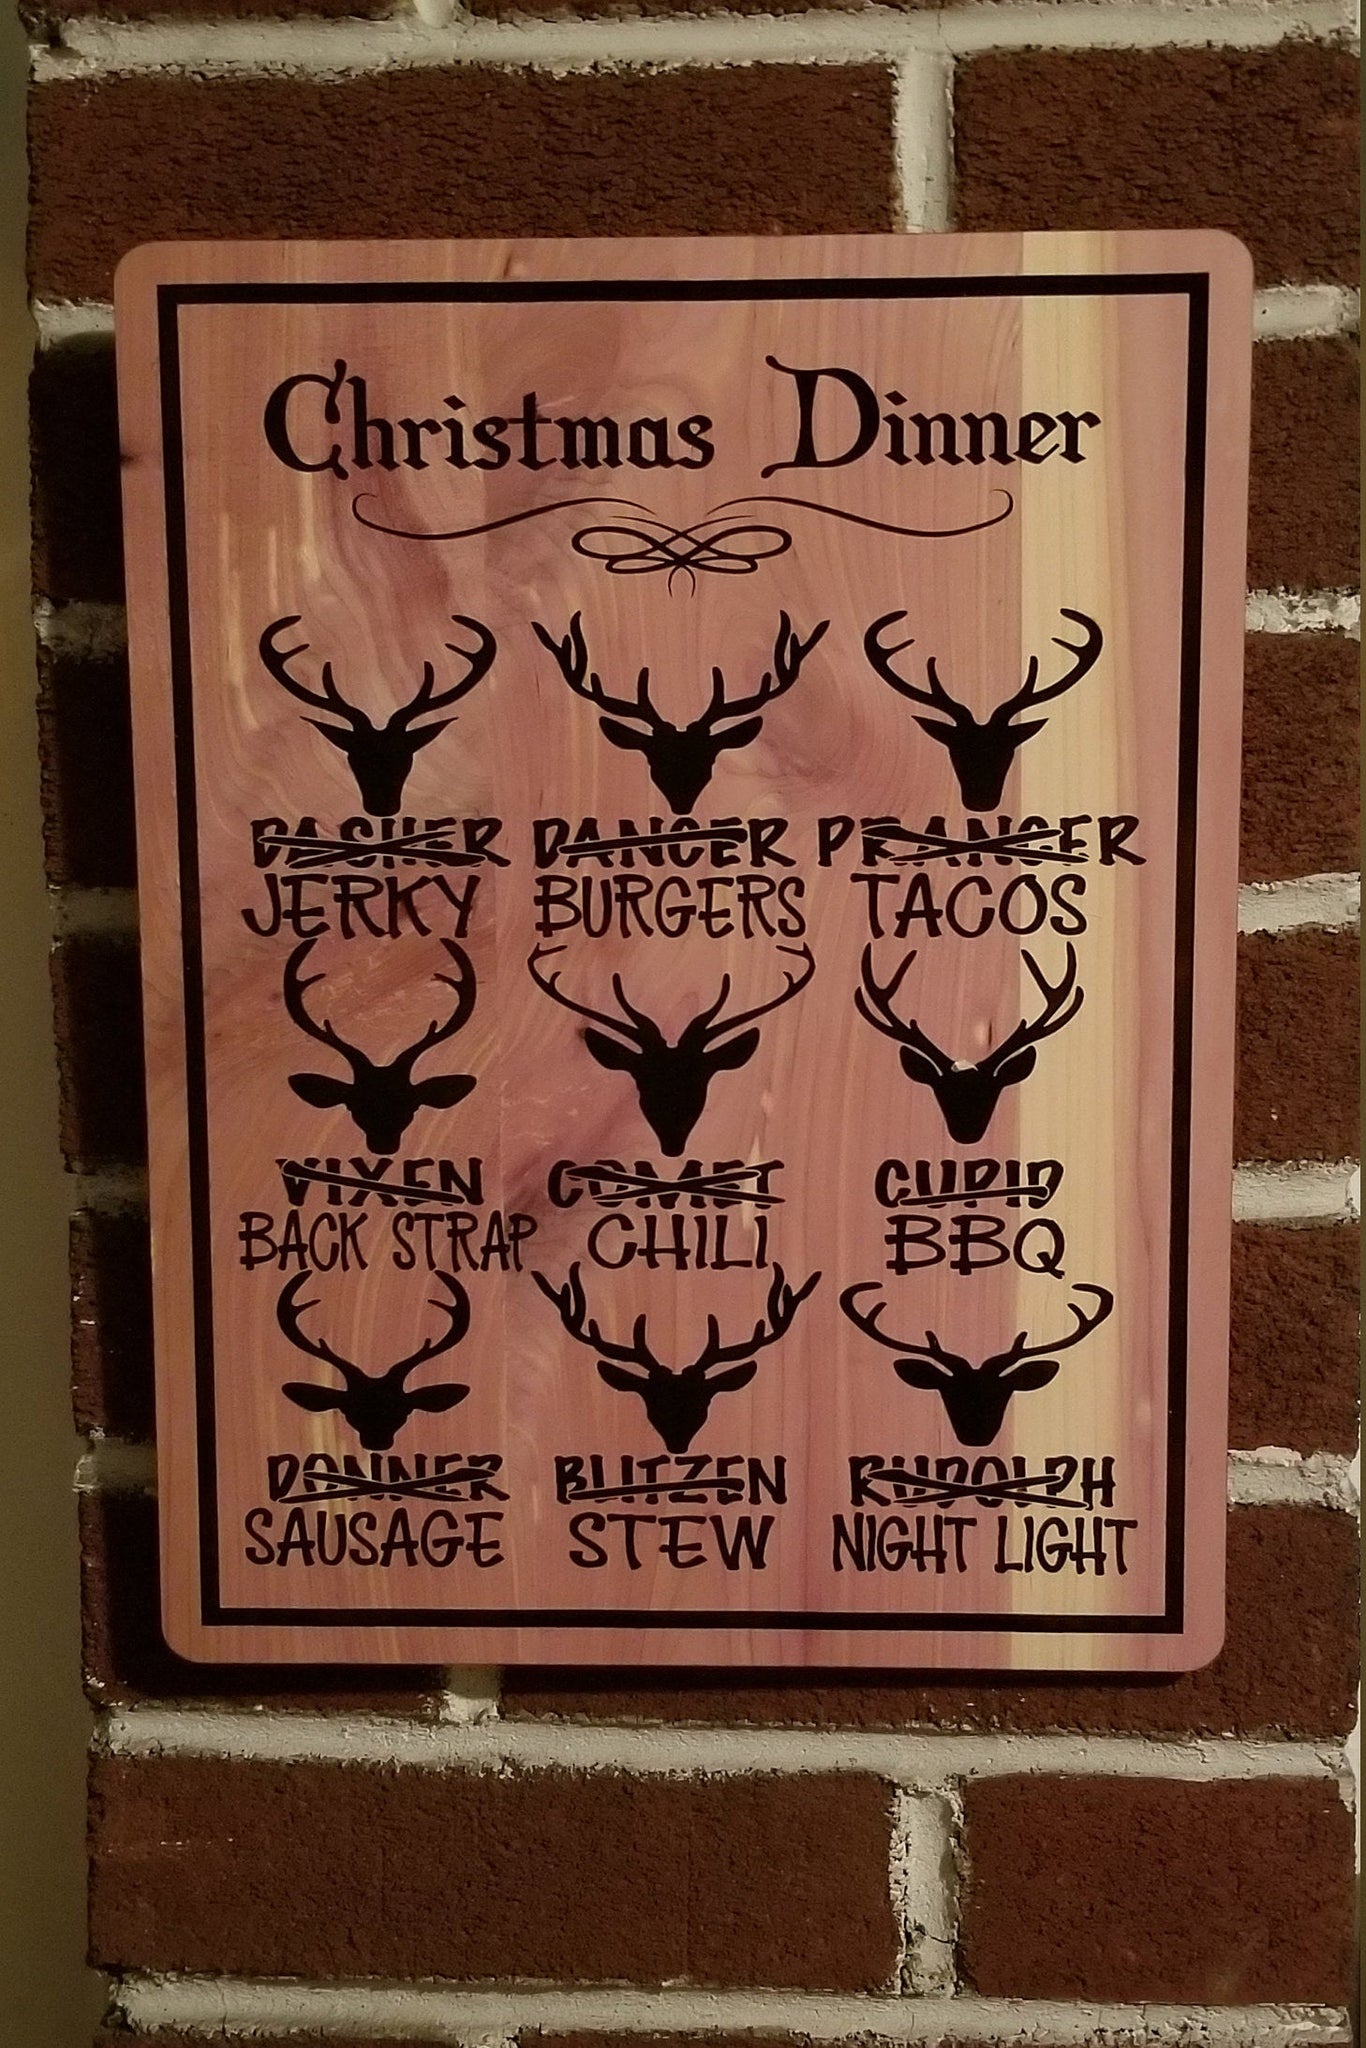 Christmas Dinner
DASHER DANCER PRANCER
JERKY BURGERS TACOS
VIXEN COMET CUPID
BACK STRAP CHILI BBQ
DONNER BLITZEN RUDOLPH
SAUSAGE STEW NIGHT LIGHT